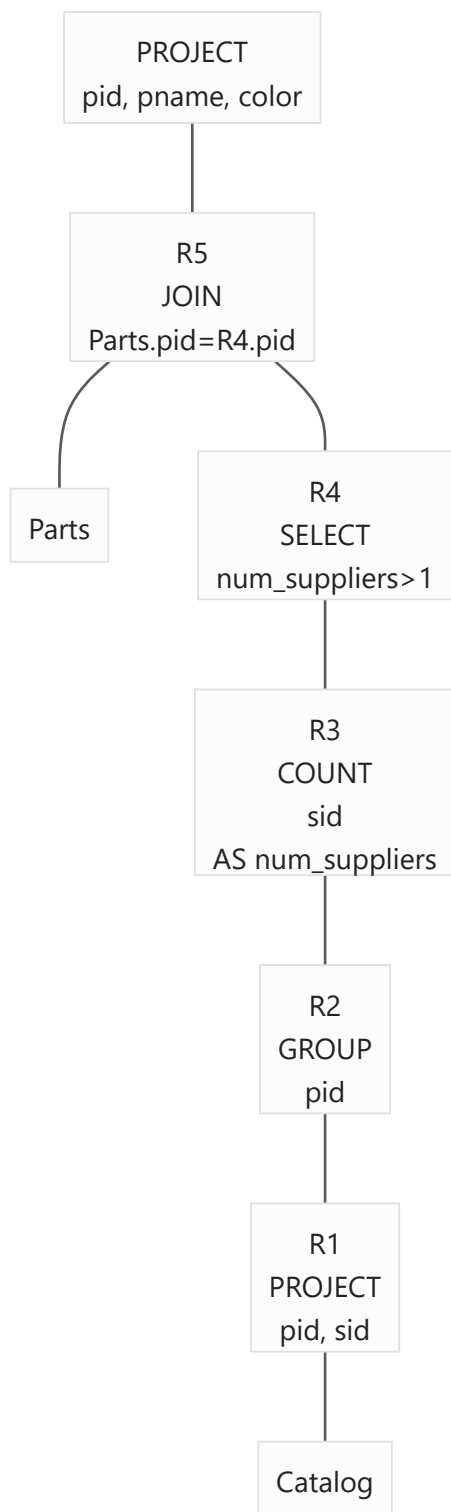 PROJECT
pid, pname, color
R5
JOIN
Parts.pid=R4.pid
Parts
R4
SELECT
num_suppliers>1
R3
COUNT
sid
AS num_suppliers
R2
GROUP
pid
R1
PROJECT
pid, sid
Catalog